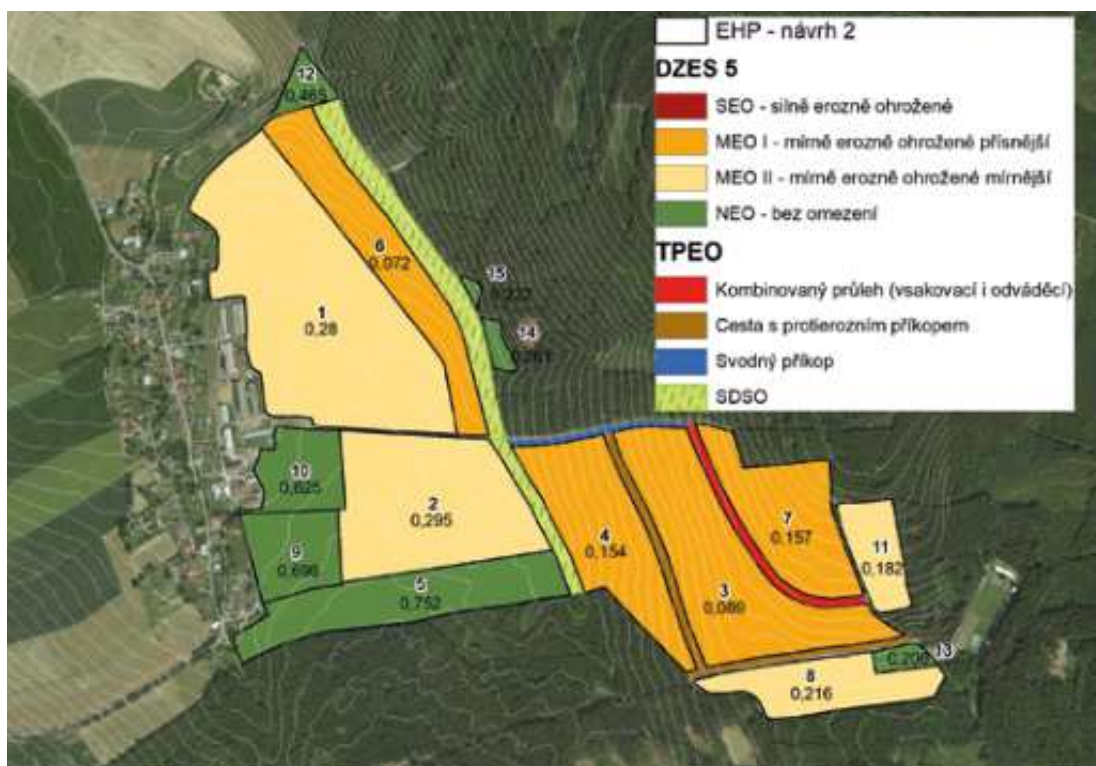 EHP - návrh 2
DZES 5
SEO - silně erozně ohrožené
MEO I - mírně erozně ohrožené přísnější
MEO II - mírně erozně ohrožené mírnější
NEO - bez omezení
TPEO
Kombinovaný průleh (vsakovací i odváděcí)
Cesta s protierozním příkopem
Svodný příkop
SDSO
12
0,465
6
0,072
15
14
1
0,28
10
0,625
2
0,295
9
0,696
5
0,752
4
0,154
7
0,157
11
0,182
3
0,089
13
8
0,216